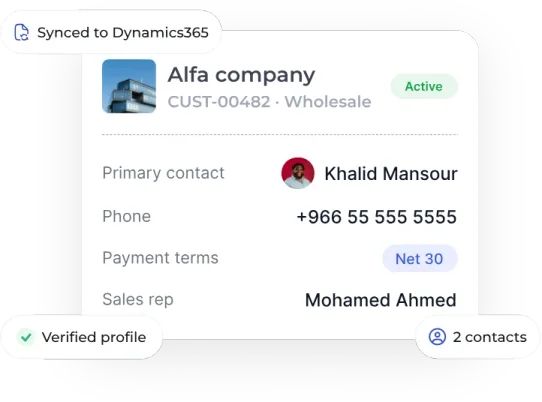 Synced to Dynamics365
Alfa company
CUST-00482 · Wholesale
Active
Primary contact
Khalid Mansour
Phone
+966 55 555 5555
Payment terms
Net 30
Sales rep
Mohamed Ahmed
Verified profile
2 contacts